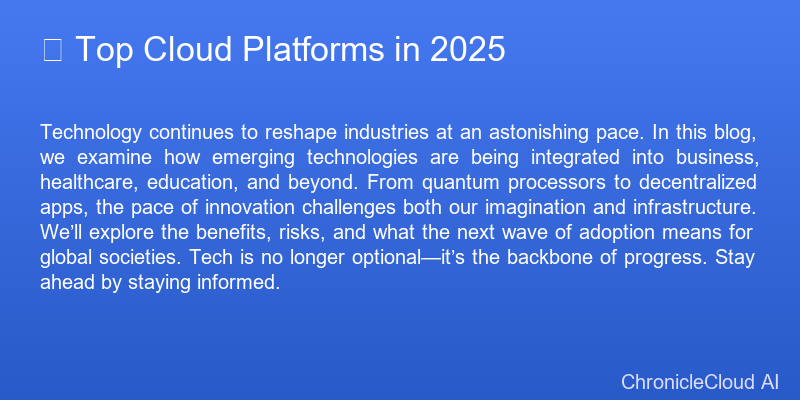 Top Cloud Platforms in 2025
Technology continues to reshape industries at an astonishing pace. In this blog,
we examine how emerging technologies are being integrated into business,
healthcare, education, and beyond. From quantum processors to decentralized
apps, the pace of innovation challenges both our imagination and infrastructure.
We’ll explore the benefits, risks, and what the next wave of adoption means for
global societies. Tech is no longer optional—it’s the backbone of progress. Stay
ahead by staying informed.
ChronicleCloud AI